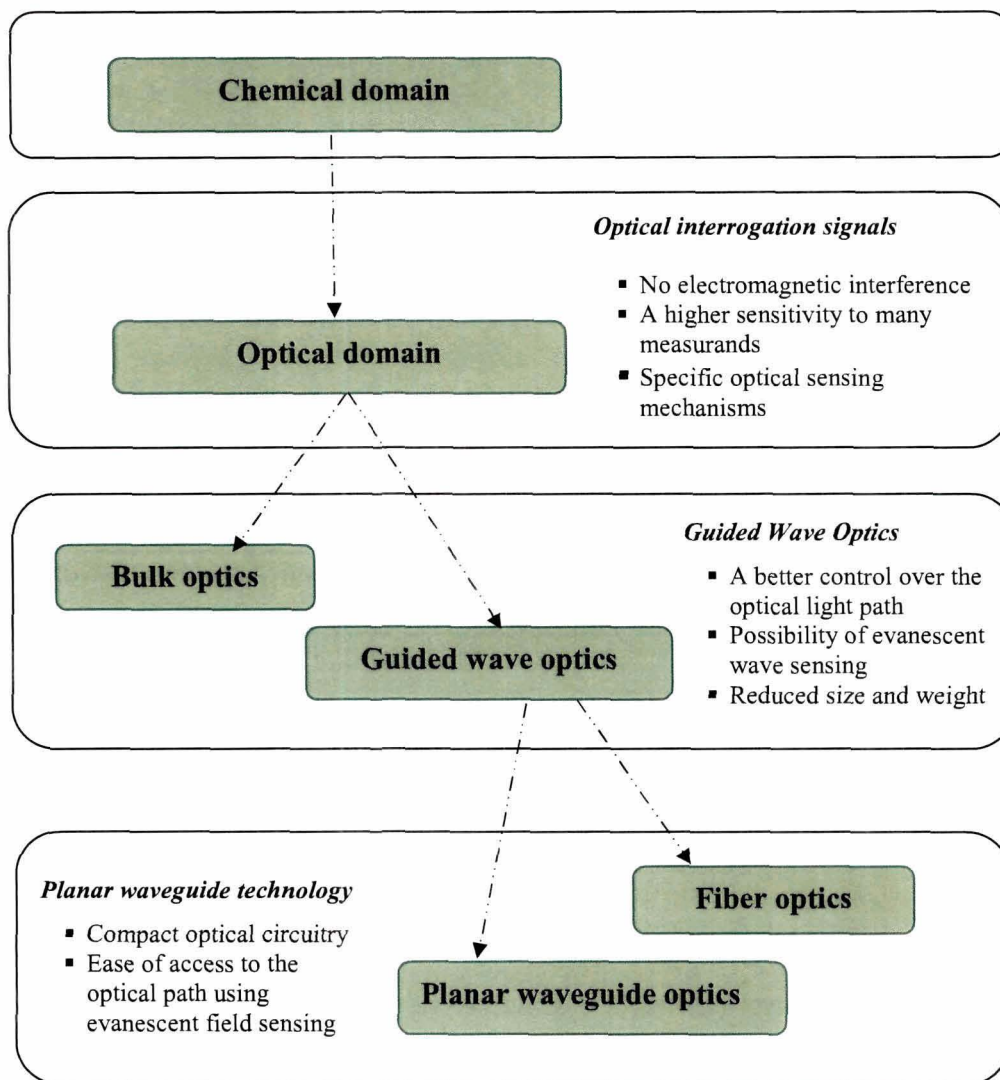 Chemical domain
Optical interrogation signals
▪ No electromagnetic interference
▪ A higher sensitivity to many
measurands
▪ Specific optical sensing
mechanisms
Optical domain
Guided Wave Optics
▪ A better control over the
optical light path
▪ Possibility of evanescent
wave sensing
▪ Reduced size and weight
Bulk optics
Guided wave optics
Planar waveguide technology
▪ Compact optical circuitry
▪ Ease of access to the
optical path using
evanescent field sensing
Fiber optics
Planar waveguide optics